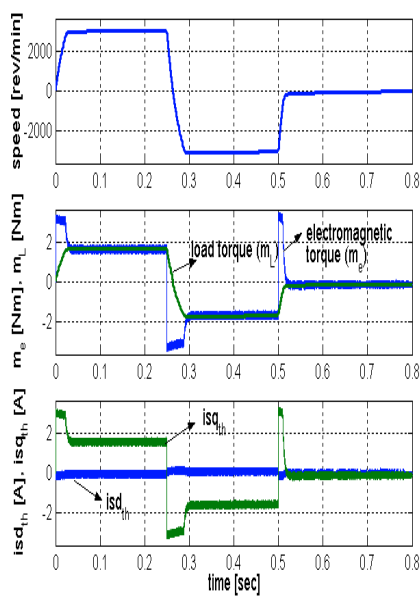 speed [rev/min]
2000
0
-2000
0 0.1 0.2 0.3 0.4 0.5 0.6 0.7 0.8
m_e [Nm]. m_L [Nm]
2
0
-2
load torque (m_L)
electromagnetic
torque (m_e)
0 0.1 0.2 0.3 0.4 0.5 0.6 0.7 0.8
isd_th [A] , isq_th [A]
2
0
-2
isq_th
isd_th
0 0.1 0.2 0.3 0.4 0.5 0.6 0.7 0.8
time [sec]